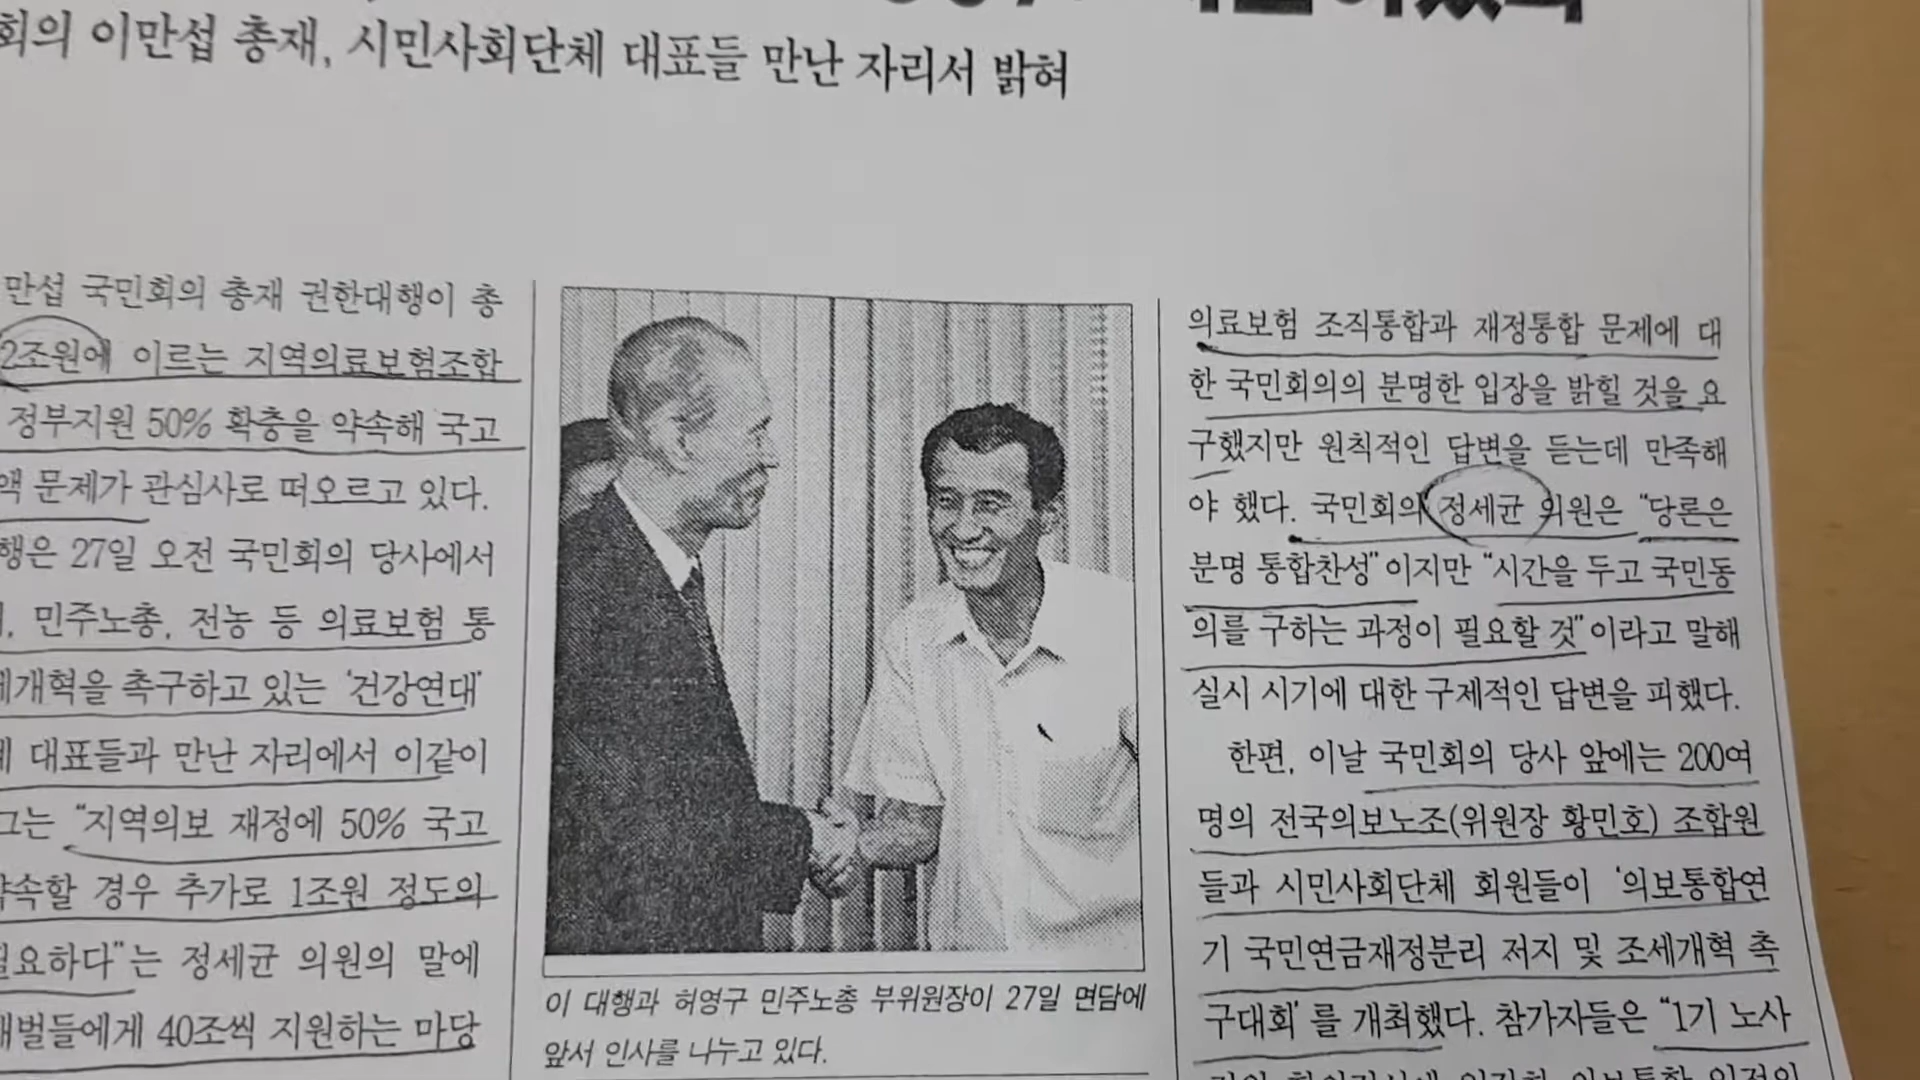 회의 이만섭 총재, 시민사회단체 대표들 만난 자리서 밝혀
만섭 국민회의 총재 권한대행이 총
2조원에 이르는 지역의료보험조합
정부지원 50% 확충을 약속해 국고
액 문제가 관심사로 떠오르고 있다.
행은 27일 오전 국민회의 당사에서
민주노총, 전농 등 의료보험 통
개혁을 촉구하고 있는 '건강연대'
대표들과 만난 자리에서 이같이
그는 "지역의보 재정에 50% 국고
약속할 경우 추가로 1조원 정도의
필요하다"는 정세균 의원의 말에
재벌들에게 40조씩 지원하는 마당
이 대행과 허영구 민주노총 부위원장이 27일 면담에
앞서 인사를 나누고 있다.
의료보험 조직통합과 재정통합 문제에 대
한 국민회의의 분명한 입장을 밝힐 것을 요
구했지만 원칙적인 답변을 듣는데 만족해
야 했다. 국민회의 정세균 의원은 "당론은
분명 통합찬성"이지만 "시간을 두고 국민동
의를 구하는 과정이 필요할 것"이라고 말해
실시 시기에 대한 구체적인 답변을 피했다.
한편, 이날 국민회의 당사 앞에는 200여
명의 전국의보노조(위원장 황민호) 조합원
들과 시민사회단체 회원들이 '의보통합연
기 국민연금재정분리 저지 및 조세개혁 촉
구대회'를 개최했다. 참가자들은 "1기 노사